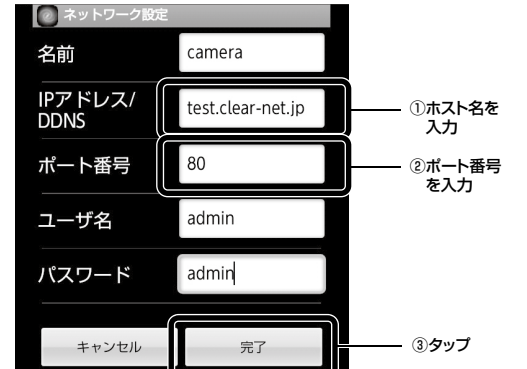 ネットワーク設定
名前
camera
IPアドレス/
DDNS
test.clear-net.jp
①ホスト名を
入力
ポート番号
80
②ポート番号
を入力
ユーザ名
admin
パスワード
admin
キャンセル
完了
③タップ